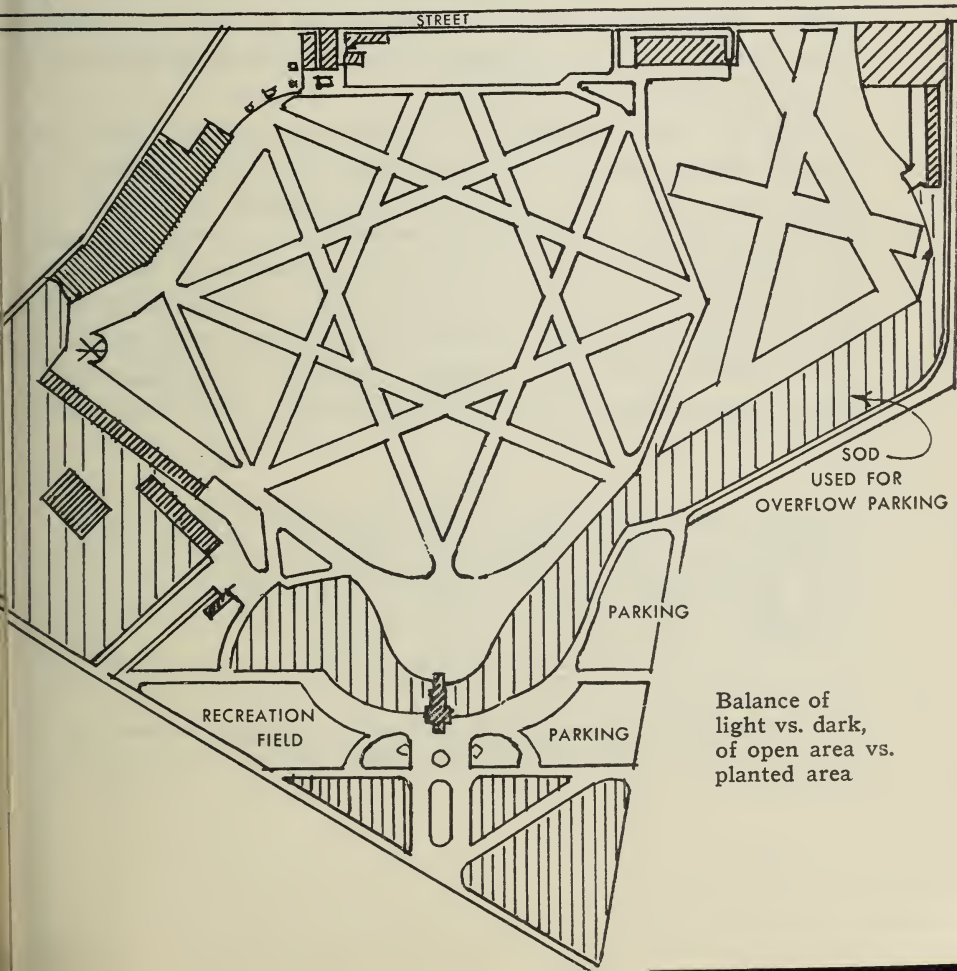 STREET
SOD
USED FOR
OVERFLOW PARKING
PARKING
RECREATION
FIELD
PARKING
Balance of
light vs. dark,
of open area vs.
planted area